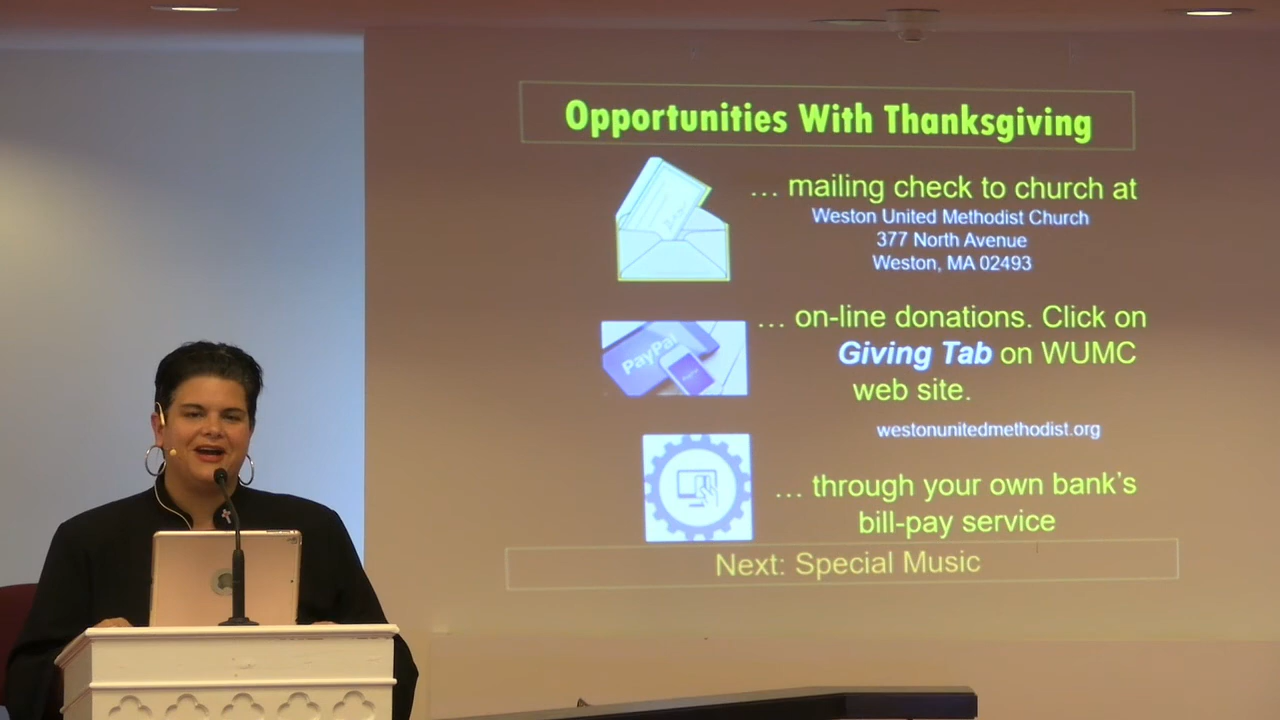 Opportunities With Thanksgiving
… mailing check to church at
Weston United Methodist Church
377 North Avenue
Weston, MA 02493
… on-line donations. Click on
Giving Tab on WUMC
web site.
PayPal
westonunitedmethodist.org
… through your own bank's
bill-pay service
Next: Special Music